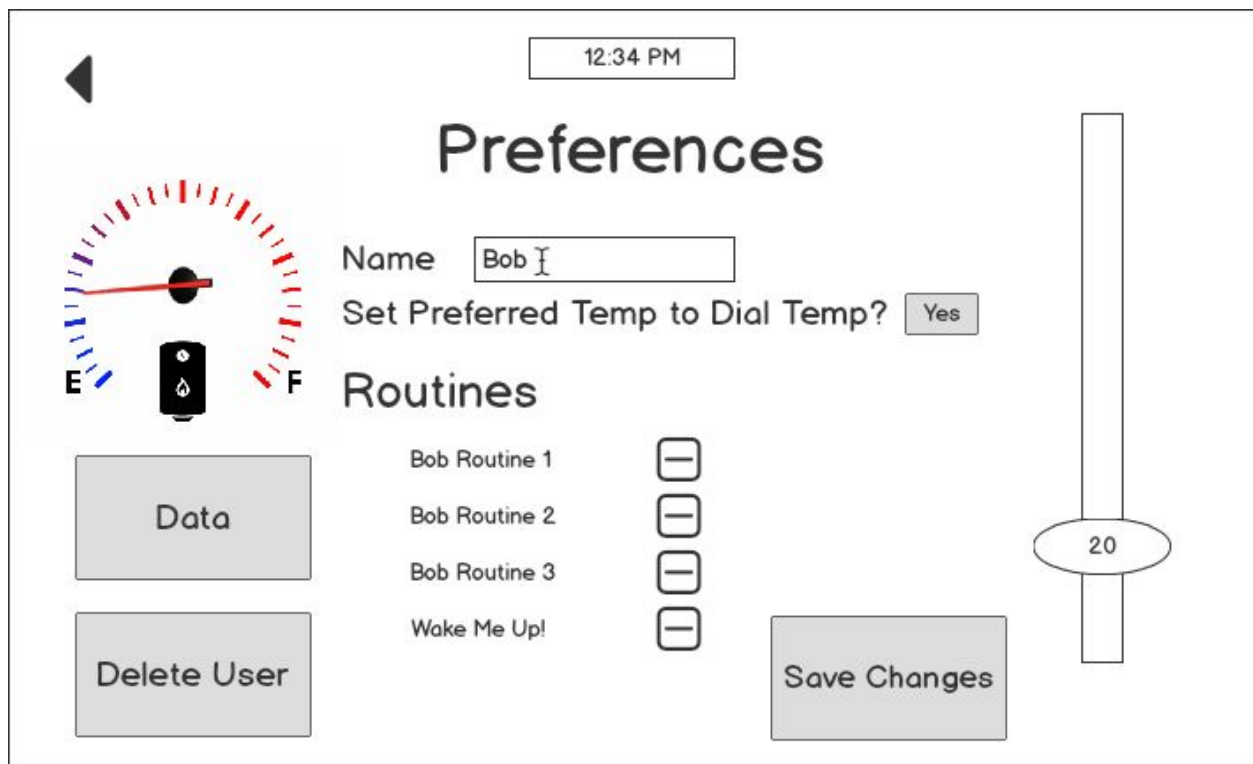 12:34 PM
Preferences
Name Bob
Set Preferred Temp to Dial Temp? Yes
E F
Routines
Bob Routine 1
Bob Routine 2
Bob Routine 3
Wake Me Up!
Data
Delete User
Save Changes
20